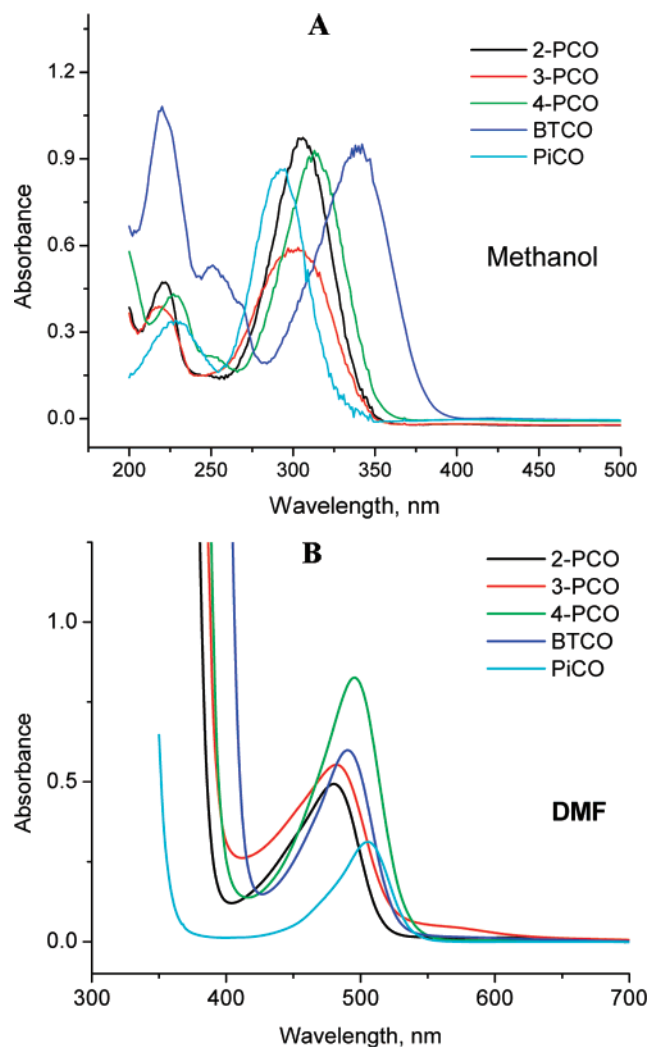 A
1.2
0.9
0.6
0.3
0.0
Absorbance
2-PCO
3-PCO
4-PCO
BTCO
PiCO
Methanol
200 250 300 350 400 450 500
Wavelength, nm
B
1.0
0.5
0.0
Absorbance
2-PCO
3-PCO
4-PCO
BTCO
PiCO
DMF
300 400 500 600 700
Wavelength, nm